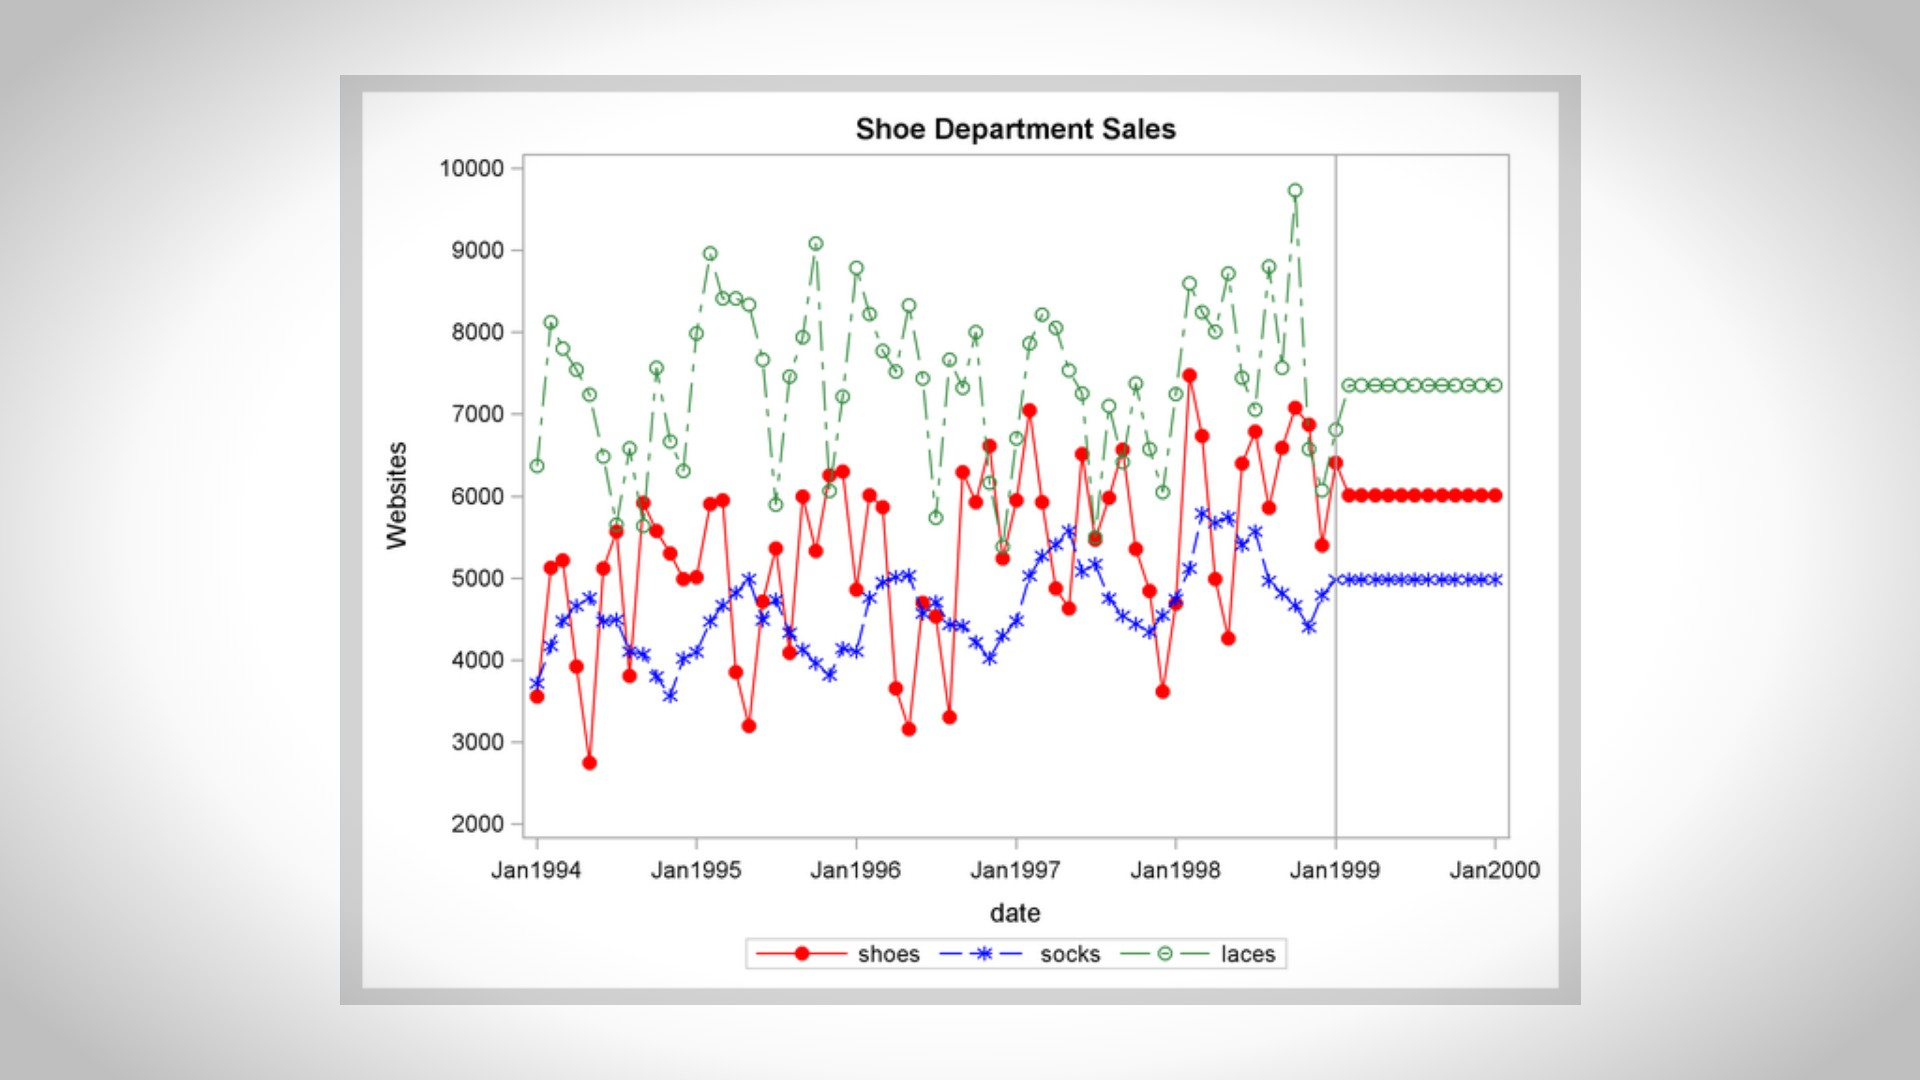 Shoe Department Sales
10000
9000
8000
7000
6000
5000
4000
3000
2000
Websites
Jan1994 Jan1995 Jan1996 Jan1997 Jan1998 Jan1999 Jan2000
date
shoes socks laces